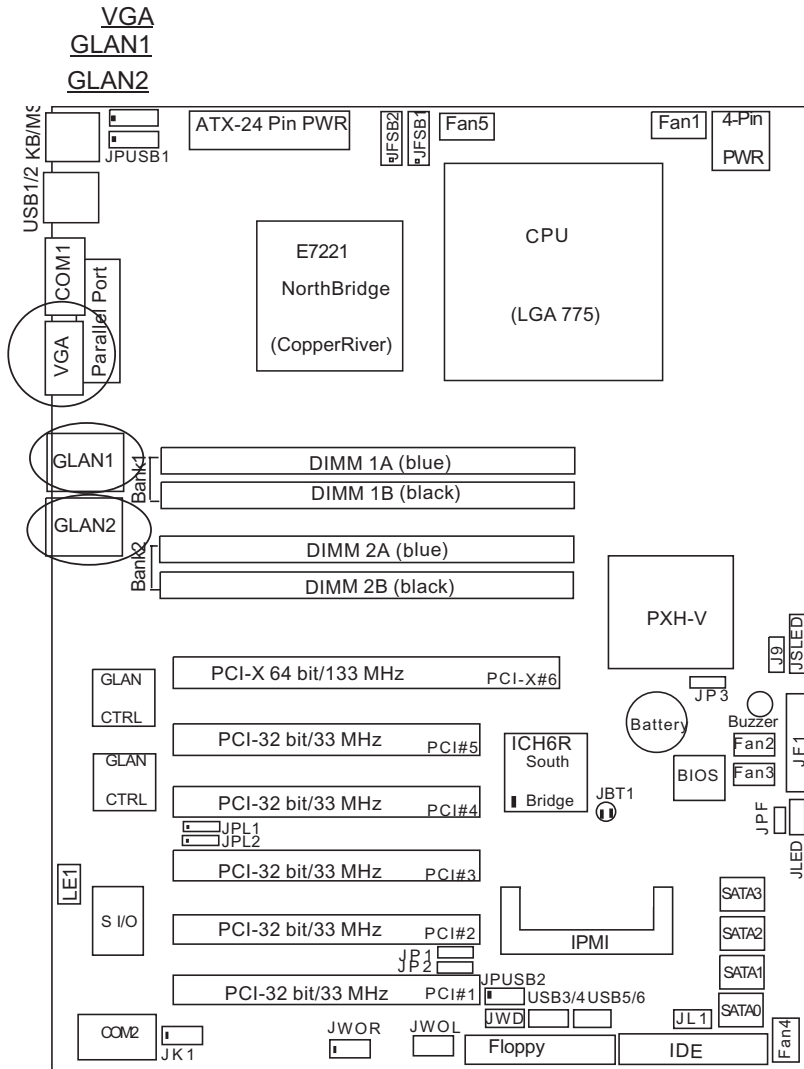 VGA
GLAN1
GLAN2
KB/MS
JPUSB1
ATX-24 Pin PWR
JFSB2
JFSB1
Fan5
Fan1
4-Pin
PWR
USB1/2
COM1
Parallel Port
VGA
E7221
NorthBridge
(CopperRiver)
CPU
(LGA 775)
GLAN1
GLAN2
Bank1
DIMM 1A (blue)
DIMM 1B (black)
Bank2
DIMM 2A (blue)
DIMM 2B (black)
PXH-V
J9
JSLED
JP3
GLAN
CTRL
PCI-X 64 bit/133 MHz
PCI-X#6
Battery
Buzzer
Fan2
Fan3
JF1
PCI-32 bit/33 MHz
PCI#5
ICH6R
South
Bridge
JBT1
BIOS
GLAN
CTRL
PCI-32 bit/33 MHz
PCI#4
JPL1
JPL2
JPF
JLED
LE1
PCI-32 bit/33 MHz
PCI#3
S I/O
PCI-32 bit/33 MHz
PCI#2
IPMI
SATA3
SATA2
SATA1
SATA0
JP1
JP2
PCI-32 bit/33 MHz
PCI#1
JPUSB2
USB3/4
USB5/6
JWD
JL1
COM2
JK1
JWOR
JWOL
Floppy
IDE
Fan4